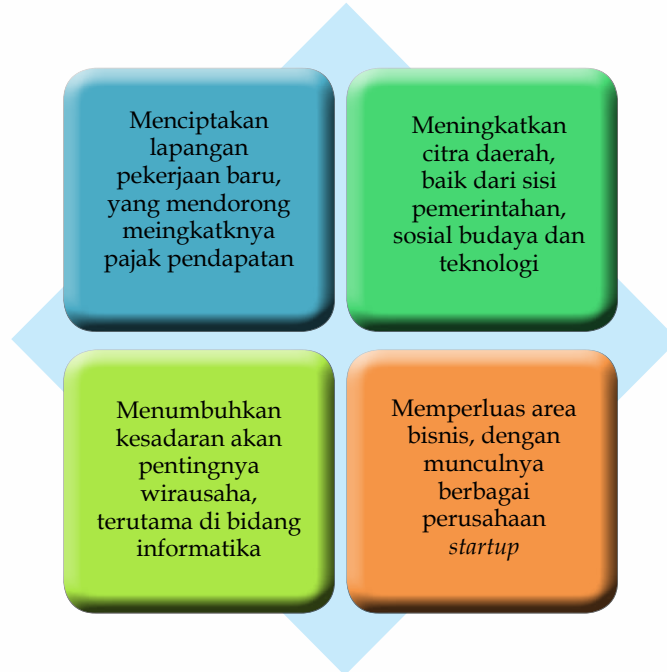 Menciptakan
lapangan
pekerjaan baru,
yang mendorong
meingkatknya
pajak pendapatan
Meningkatkan
citra daerah,
baik dari sisi
pemerintahan,
sosial budaya dan
teknologi
Menumbuhkan
kesadaran akan
pentingnya
wirausaha,
terutama di bidang
informatika
Memperluas area
bisnis, dengan
munculnya
berbagai
perusahaan
startup